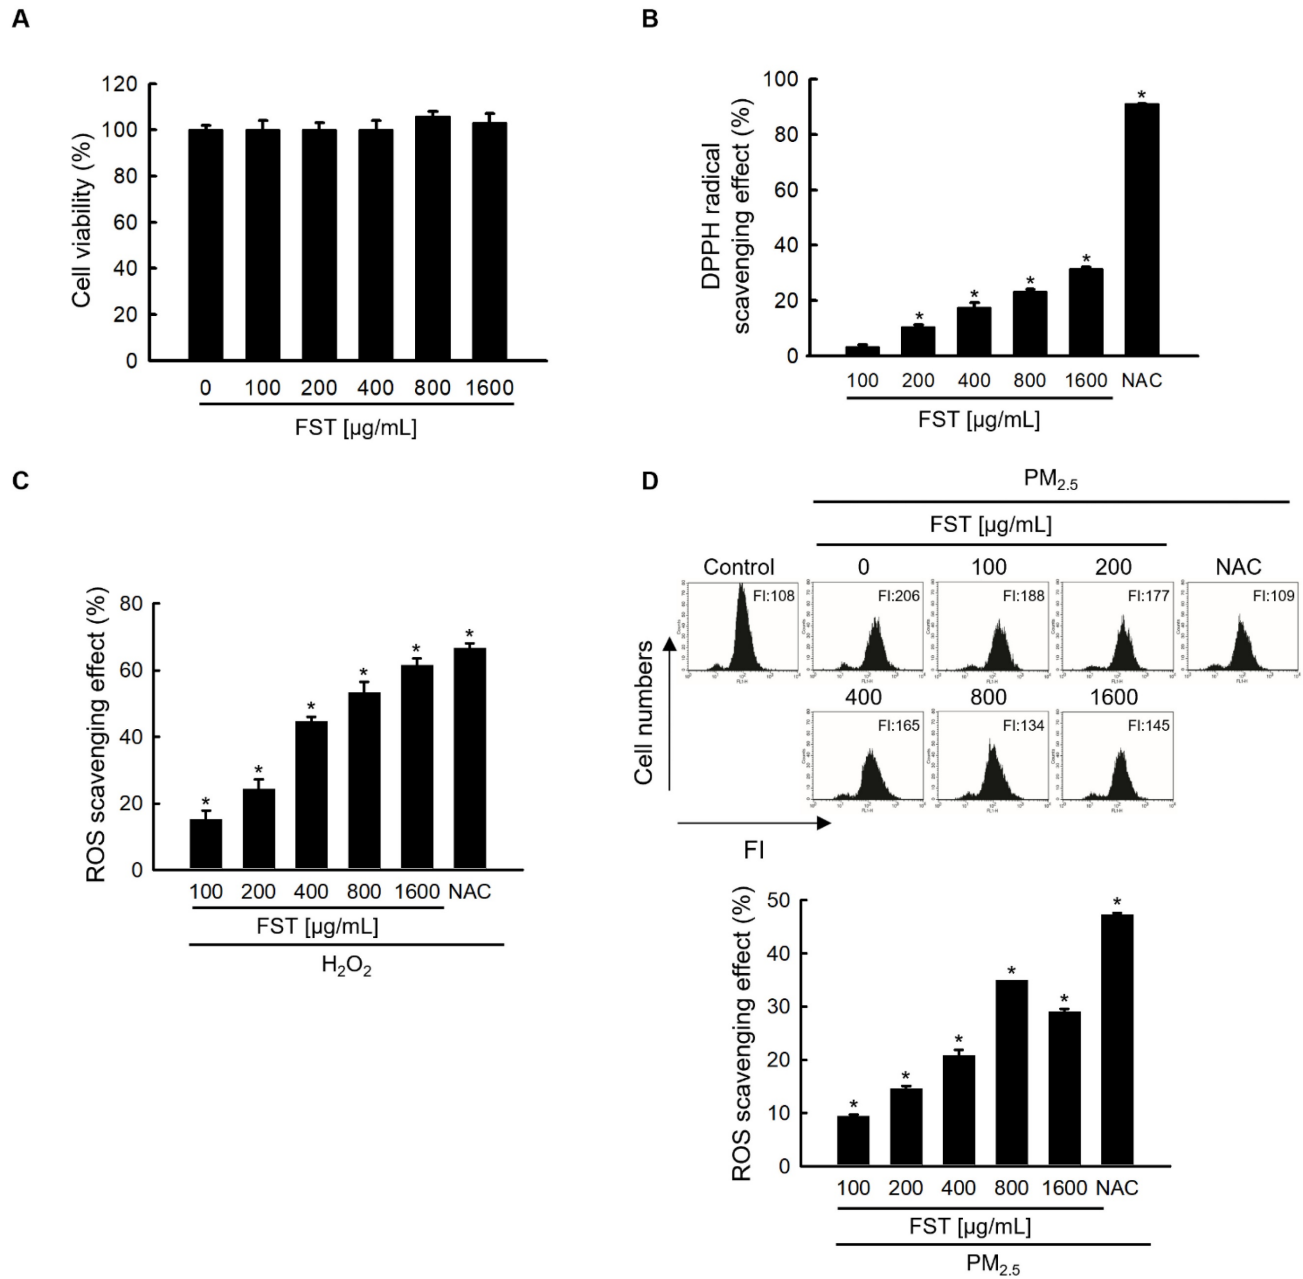 A
Cell viability (%)
120
100
80
60
40
20
0
0 100 200 400 800 1600
FST [µg/mL]
B
DPPH radical
scavenging effect (%)
100
80
60
40
20
0
* * * * *
100 200 400 800 1600 NAC
FST [µg/mL]
C
ROS scavenging effect (%)
80
60
40
20
0
* * * * * *
100 200 400 800 1600 NAC
FST [µg/mL]
H2O2
D
PM2.5
FST [µg/mL]
Control 0 100 200 NAC
FI:108 FI:206 FI:188 FI:177 FI:109
400 800 1600
FI:165 FI:134 FI:145
Cell numbers
FI
ROS scavenging effect (%)
50
40
30
20
10
0
* * * * * *
100 200 400 800 1600 NAC
FST [µg/mL]
PM2.5